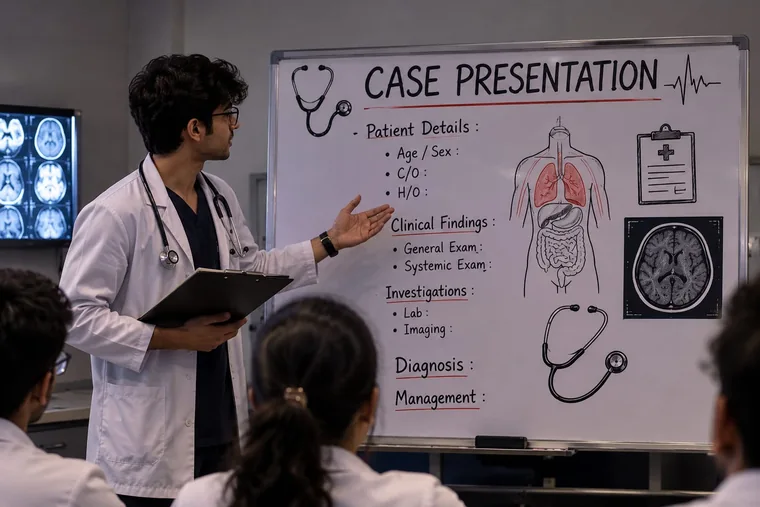 CASE PRESENTATION
- Patient Details :
• Age / Sex :
• C/O :
• H/O :
Clinical Findings :
• General Exam :
• Systemic Exam :
Investigations :
• Lab :
• Imaging :
Diagnosis :
Management :